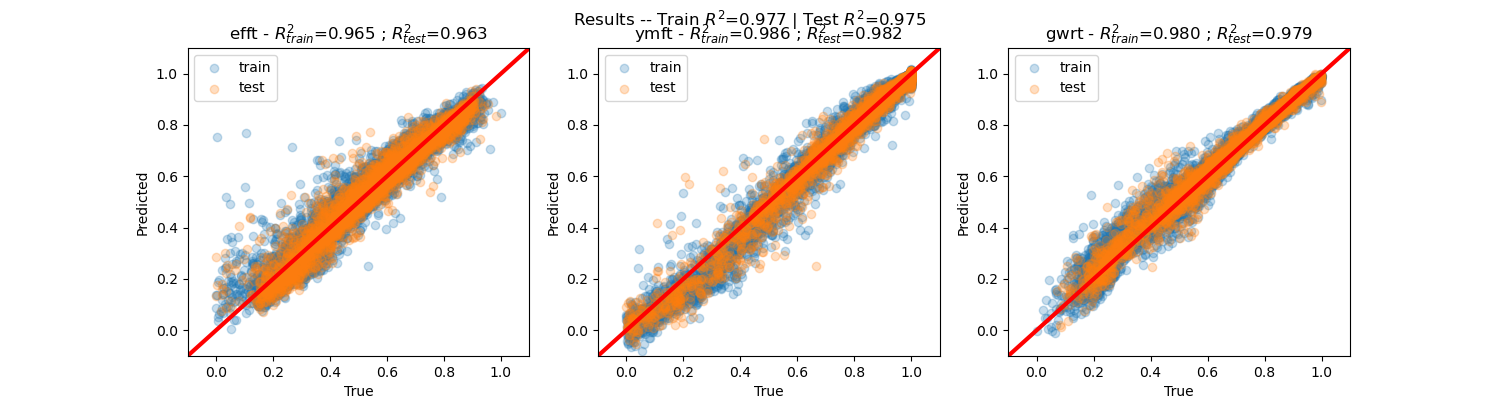 Results -- Train R²=0.977 | Test R²=0.975
efft - R²train=0.965 ; R²test=0.963
train
test
1.0
0.8
0.6
0.4
0.2
0.0
Predicted
0.0 0.2 0.4 0.6 0.8 1.0
True
ymft - R²train=0.986 ; R²test=0.982
train
test
1.0
0.8
0.6
0.4
0.2
0.0
Predicted
0.0 0.2 0.4 0.6 0.8 1.0
True
gwrt - R²train=0.980 ; R²test=0.979
train
test
1.0
0.8
0.6
0.4
0.2
0.0
Predicted
0.0 0.2 0.4 0.6 0.8 1.0
True